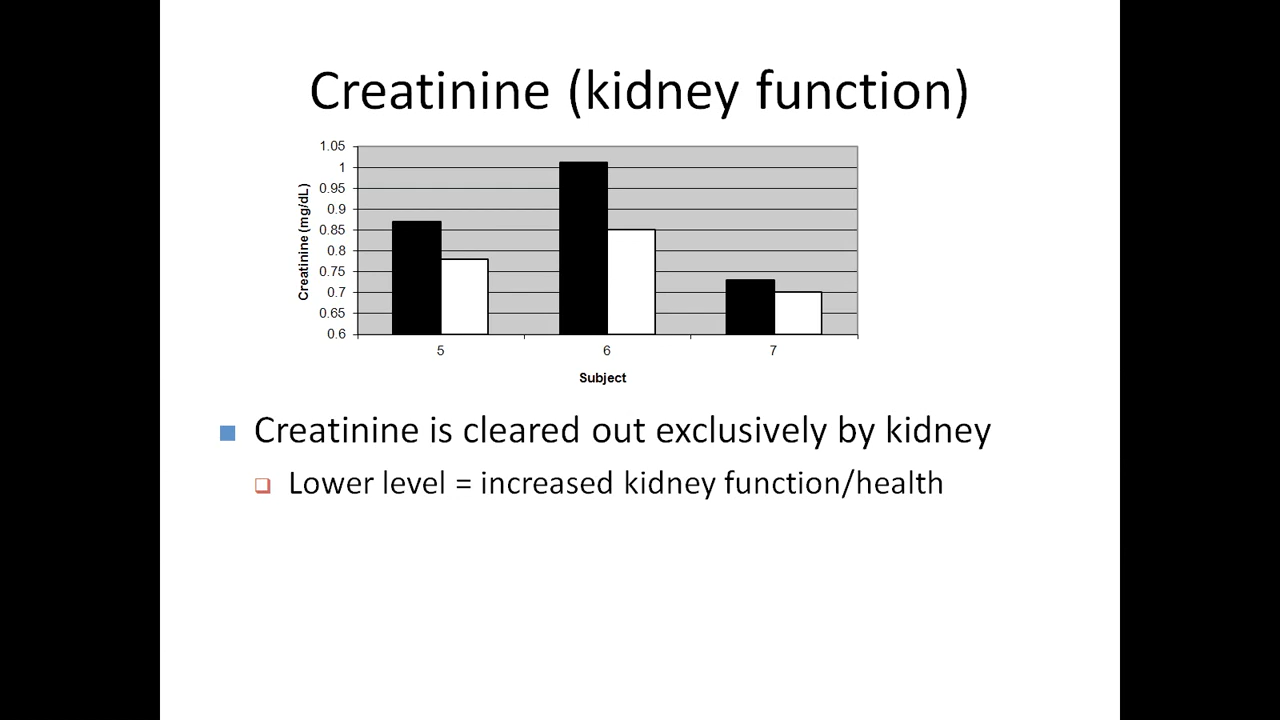 Creatinine (kidney function)
1.05
1
0.95
0.9
0.85
0.8
0.75
0.7
0.65
0.6
Creatinine (mg/dL)
5 6 7
Subject
Creatinine is cleared out exclusively by kidney
Lower level = increased kidney function/health